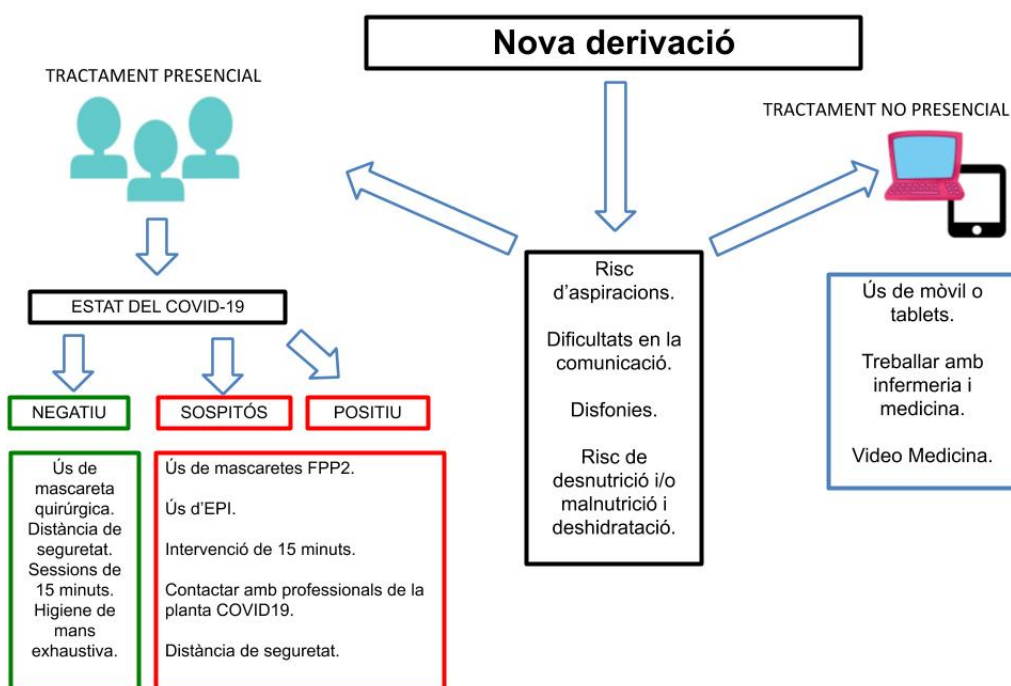 Nova derivació
TRACTAMENT PRESENCIAL
TRACTAMENT NO PRESENCIAL
ESTAT DEL COVID-19
NEGATIU
SOSPITÓS
POSITIU
Ús de
mascareta
quirúrgica.
Distància de
seguretat.
Sessions de
15 minuts.
Higiene de
mans
exhaustiva.
Ús de mascaretes FPP2.
Ús d’EPI.
Intervenció de 15 minuts.
Contactar amb professionals de la
planta COVID19.
Distància de seguretat.
Risc
d’aspiracions.
Dificultats en la
comunicació.
Disfonies.
Risc de
desnutrició i/o
malnutrició i
deshidratació.
Ús de mòvil o
tablets.
Treballar amb
infermeria i
medicina.
Video Medicina.